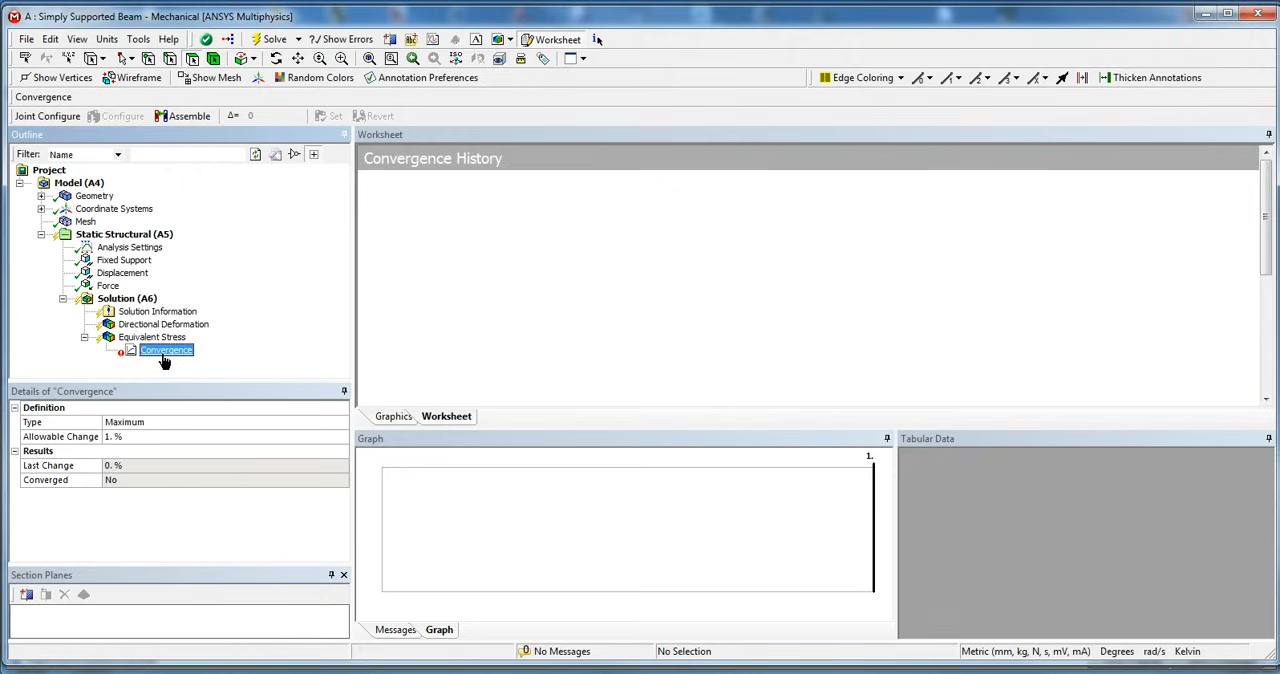 A : Simply Supported Beam - Mechanical [ANSYS Multiphysics]
File Edit View Units Tools Help Solve ?/ Show Errors Worksheet
Show Vertices Wireframe Show Mesh Random Colors Annotation Preferences Edge Coloring Thicken Annotations
Convergence
Joint Configure Configure Assemble Δ= 0 Set Revert
Outline
Filter: Name
Project
Model (A4)
Geometry
Coordinate Systems
Mesh
Static Structural (A5)
Analysis Settings
Fixed Support
Displacement
Force
Solution (A6)
Solution Information
Directional Deformation
Equivalent Stress
Convergence
Details of "Convergence"
Definition
Type Maximum
Allowable Change 1. %
Results
Last Change 0. %
Converged No
Section Planes
Worksheet
Convergence History
Graphics Worksheet
Graph
1.
Messages Graph
Tabular Data
No Messages No Selection Metric (mm, kg, N, s, mV, mA) Degrees rad/s Kelvin